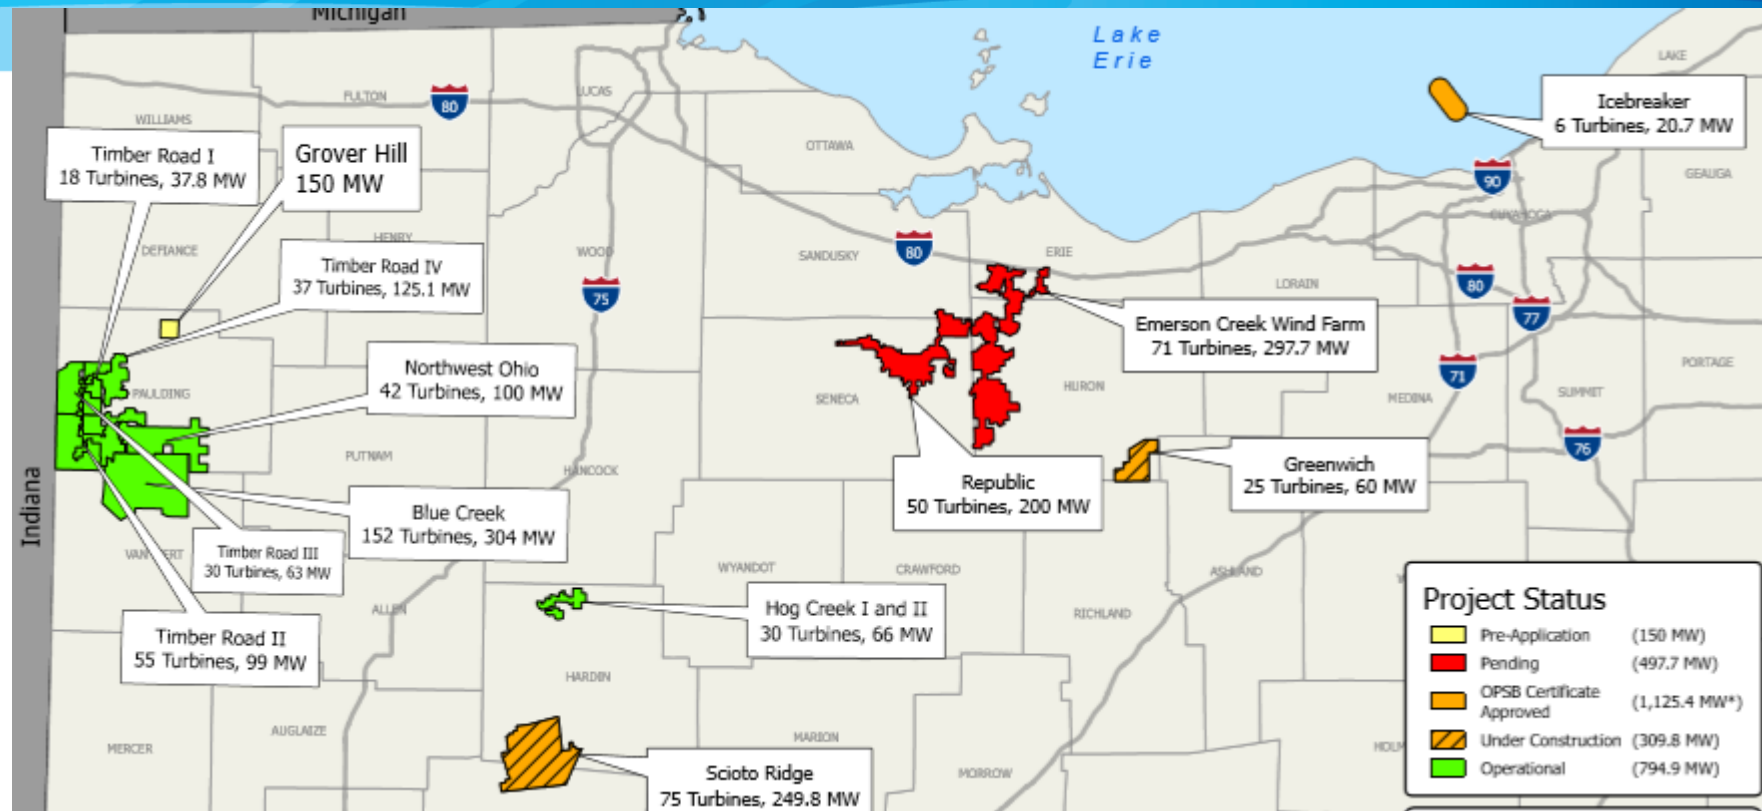 Michigan
Lake
Erie
LAKE
FULTON
80
LUCAS
WILLIAMS
Icebreaker
6 Turbines, 20.7 MW
Timber Road I
18 Turbines, 37.8 MW
Grover Hill
150 MW
OTTAWA
90
GEAUGA
CUYAHOGA
DEFIANCE
HENRY
WOOD
SANDUSKY
80
ERIE
Timber Road IV
37 Turbines, 125.1 MW
75
LORAIN
80
77
Emerson Creek Wind Farm
71 Turbines, 297.7 MW
Northwest Ohio
42 Turbines, 100 MW
PAULDING
SENECA
HURON
71
MEDINA
SUMMIT
PORTAGE
76
PUTNAM
HANCOCK
Indiana
Republic
50 Turbines, 200 MW
Greenwich
25 Turbines, 60 MW
Blue Creek
152 Turbines, 304 MW
Timber Road III
30 Turbines, 63 MW
VAN WERT
WYANDOT
CRAWFORD
ASHLAND
ALLEN
Hog Creek I and II
30 Turbines, 66 MW
RICHLAND
Timber Road II
55 Turbines, 99 MW
HARDIN
AUGLAIZE
MERCER
MARION
MORROW
Scioto Ridge
75 Turbines, 249.8 MW
Project Status
Pre-Application (150 MW)
Pending (497.7 MW)
OPSB Certificate
Approved (1,125.4 MW*)
Under Construction (309.8 MW)
Operational (794.9 MW)